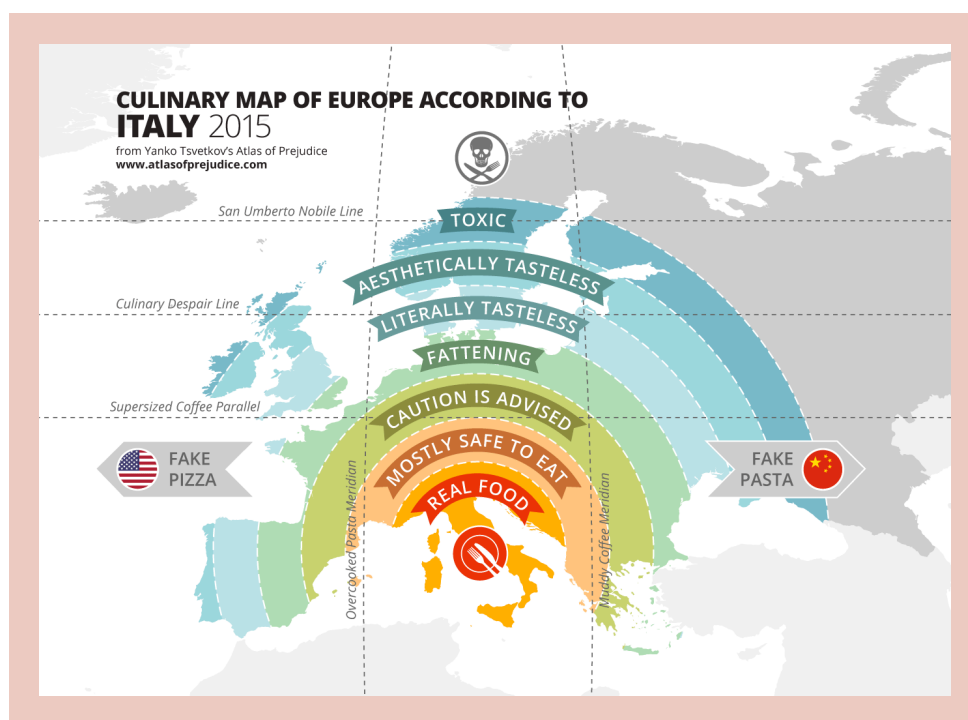 CULINARY MAP OF EUROPE ACCORDING TO
ITALY 2015
from Yanko Tsvetkov's Atlas of Prejudice
www.atlasofprejudice.com
San Umberto Nobile Line
TOXIC
AESTHETICALLY TASTELESS
Culinary Despair Line
LITERALLY TASTELESS
FATTENING
CAUTION IS ADVISED
Supersized Coffee Parallel
MOSTLY SAFE TO EAT
FAKE
PIZZA
FAKE
PASTA
REAL FOOD
Overcooked Pasta Meridian
Muddy Coffee Meridian